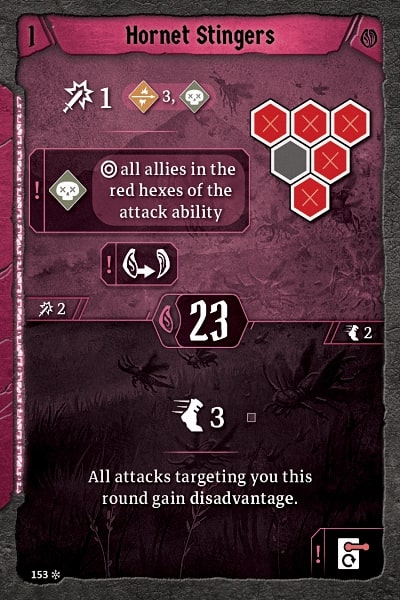 1
Hornet Stingers
1
3,
!
all allies in the
red hexes of the
attack ability
!
2
23
2
3
All attacks targeting you this
round gain disadvantage.
!
153